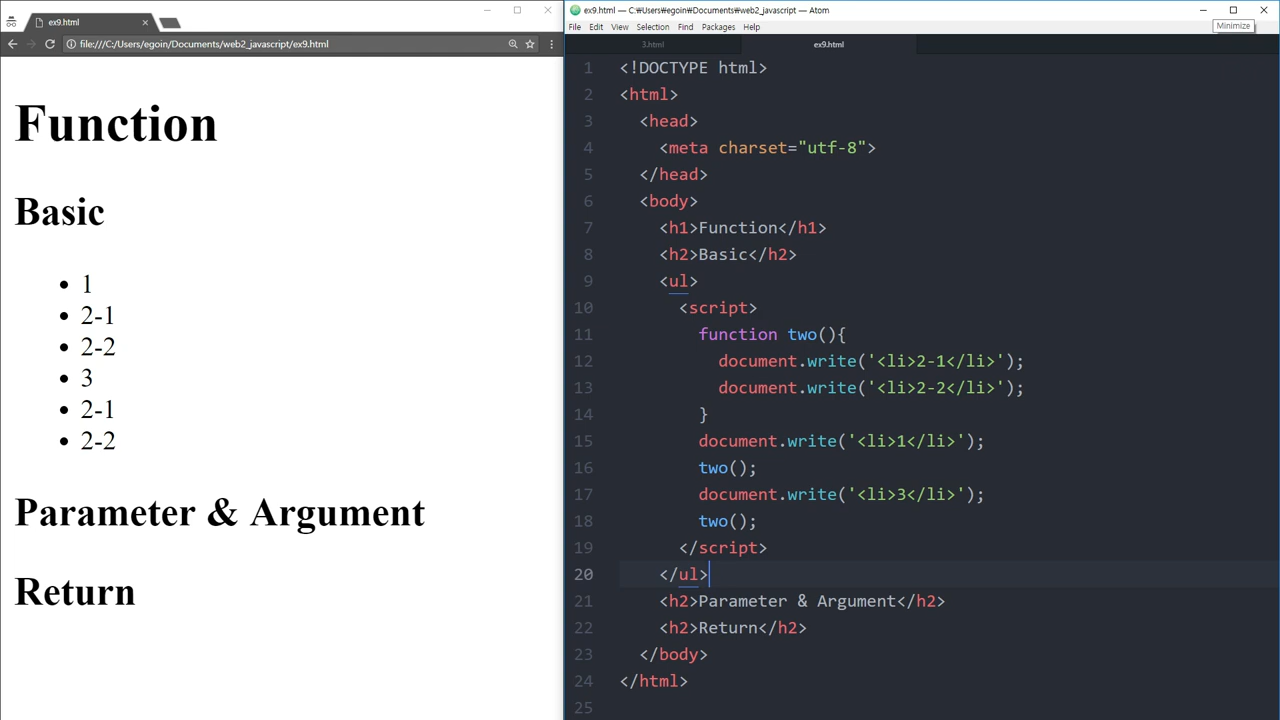 ex9.html
file:///C:/Users/egoin/Documents/web2_javascript/ex9.html
Function
Basic
1
2-1
2-2
3
2-1
2-2
Parameter & Argument
Return
ex9.html — C:₩Users₩egoin₩Documents₩web2_javascript — Atom
File Edit View Selection Find Packages Help
Minimize
3.html
ex9.html
1 <!DOCTYPE html>
2 <html>
3 <head>
4 <meta charset="utf-8">
5 </head>
6 <body>
7 <h1>Function</h1>
8 <h2>Basic</h2>
9 <ul>
10 <script>
11 function two(){
12 document.write('<li>2-1</li>');
13 document.write('<li>2-2</li>');
14 }
15 document.write('<li>1</li>');
16 two();
17 document.write('<li>3</li>');
18 two();
19 </script>
20 </ul>
21 <h2>Parameter & Argument</h2>
22 <h2>Return</h2>
23 </body>
24 </html>
25